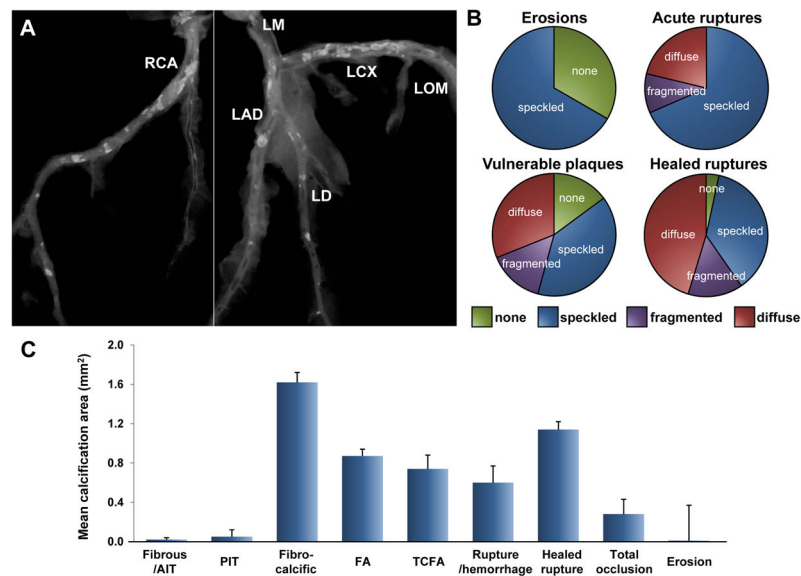 A
RCA
LM
LCX
LOM
LAD
LD
B
Erosions
none
speckled
Acute ruptures
diffuse
fragmented
speckled
Vulnerable plaques
none
diffuse
fragmented
speckled
Healed ruptures
none
speckled
diffuse
fragmented
none speckled fragmented diffuse
C
Mean calcification area (mm²)
2.0
1.6
1.2
0.8
0.4
0.0
Fibrous
/AIT
PIT
Fibro-
calcific
FA
TCFA
Rupture
/hemorrhage
Healed
rupture
Total
occlusion
Erosion